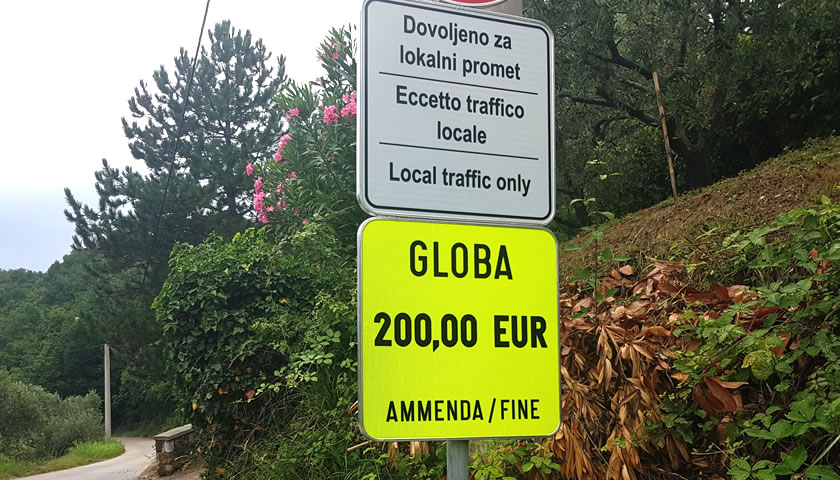 Dovoljeno za
lokalni promet
Eccetto traffico
locale
Local traffic only
GLOBA
200,00 EUR
AMMENDA/FINE